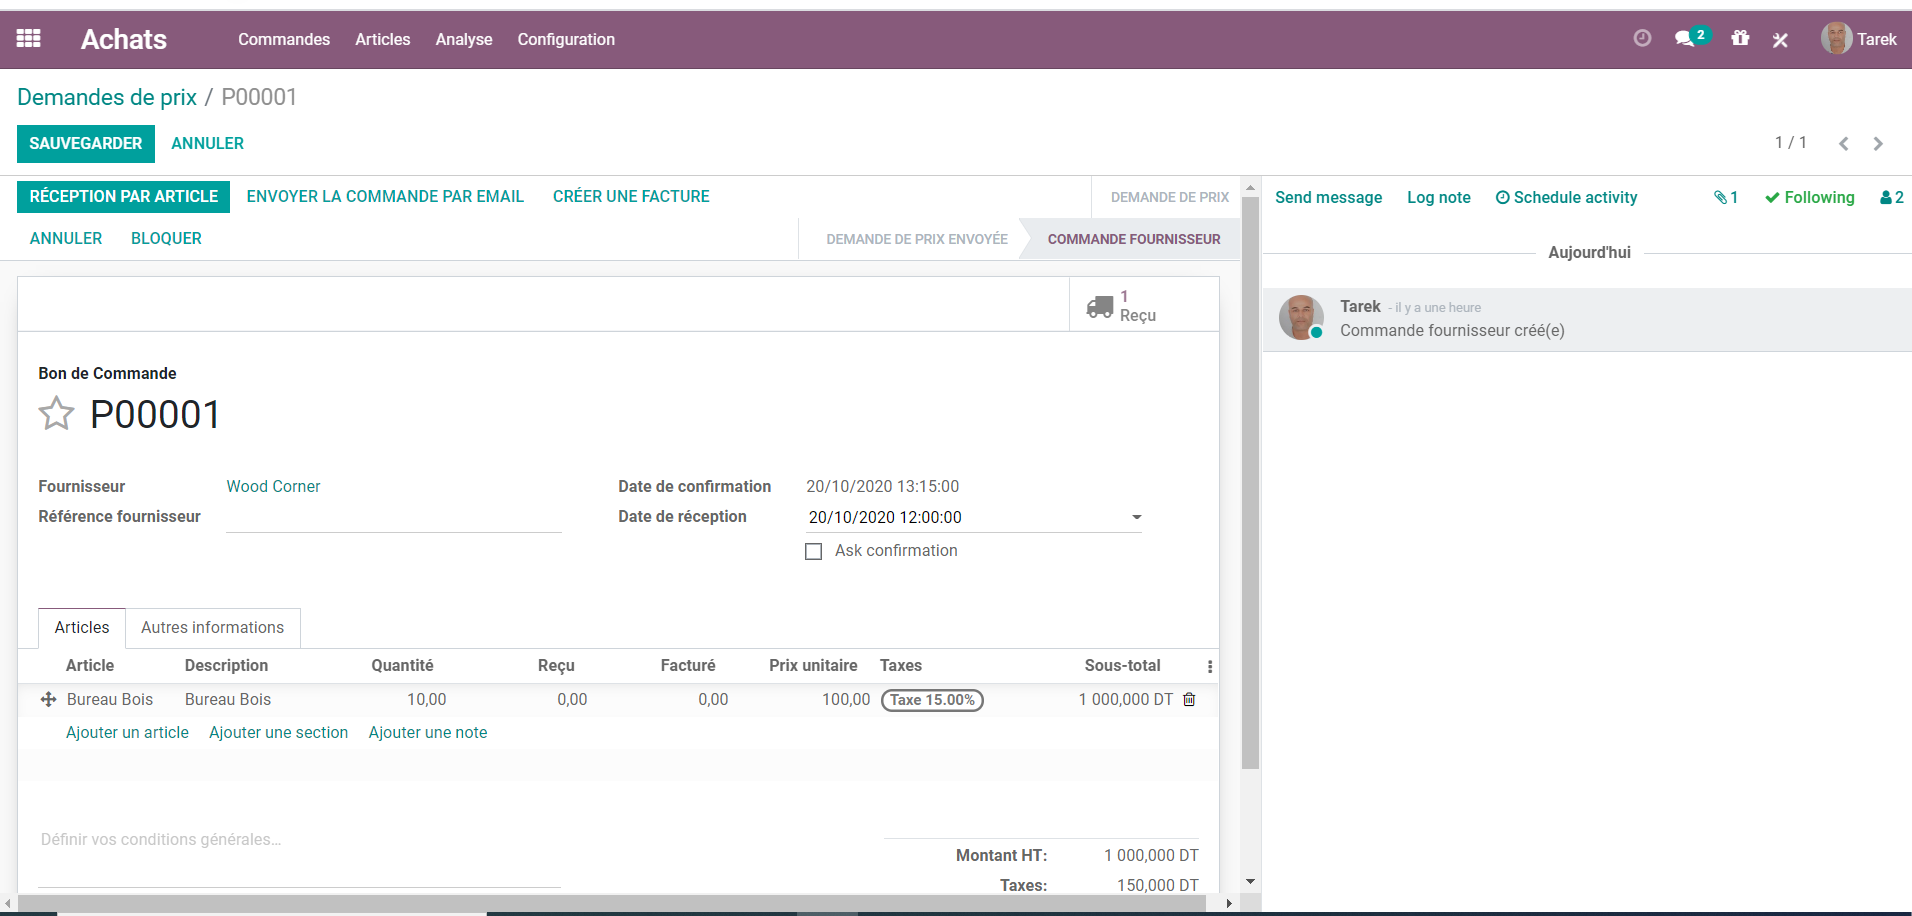 Achats Commandes Articles Analyse Configuration 2 Tarek
Demandes de prix / P00001
SAUVEGARDER ANNULER 1 / 1
RÉCEPTION PAR ARTICLE ENVOYER LA COMMANDE PAR EMAIL CRÉER UNE FACTURE DEMANDE DE PRIX
ANNULER BLOQUER DEMANDE DE PRIX ENVOYÉE COMMANDE FOURNISSEUR
1
Reçu
Bon de Commande
P00001
Fournisseur Wood Corner Date de confirmation 20/10/2020 13:15:00
Référence fournisseur Date de réception 20/10/2020 12:00:00
Ask confirmation
Articles Autres informations
Article Description Quantité Reçu Facturé Prix unitaire Taxes Sous-total
Bureau Bois Bureau Bois 10,00 0,00 0,00 100,00 Taxe 15.00% 1 000,000 DT
Ajouter un article Ajouter une section Ajouter une note
Définir vos conditions générales...
Montant HT: 1 000,000 DT
Taxes: 150,000 DT
Send message Log note Schedule activity 1 Following 2
Aujourd'hui
Tarek - il y a une heure
Commande fournisseur créé(e)